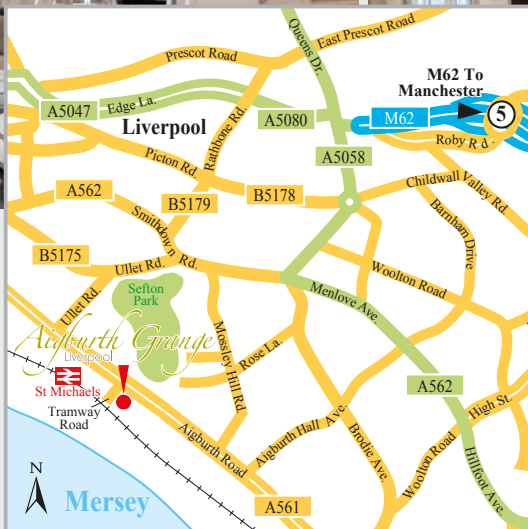 Prescot Road
East Prescot Road
Queens Dr.
M62 To
Manchester
A5047
Edge La.
Rathbone Rd.
A5080
M62
5
Liverpool
A5058
Roby Rd.
Picton Rd.
A562
B5179
B5178
Childwall Valley Rd.
Smithdown Rd.
Barnham Drive
B5175
Ullet Rd.
Woolton Road
Sefton
Park
Ullet Rd.
Menlove Ave.
Aigburth Grange
Liverpool
Mossley Hill Rd.
Rose La.
St Michaels
Tramway
Road
A562
High St.
Aigburth Road
Aigburth Hall Ave.
Brodie Ave.
Woolton Road
Hillfoot Ave.
N
Mersey
A561